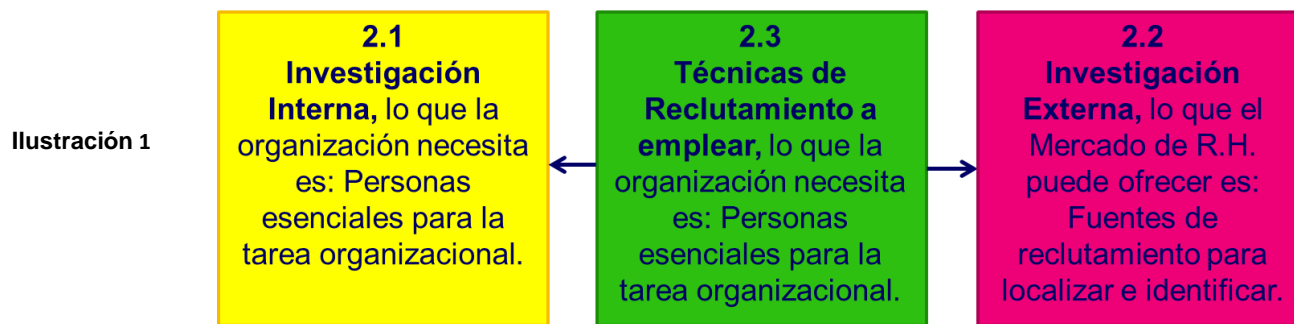 Ilustración 1
2.1
Investigación
Interna, lo que la
organización necesita
es: Personas
esenciales para la
tarea organizacional.
2.3
Técnicas de
Reclutamiento a
emplear, lo que la
organización necesita
es: Personas
esenciales para la
tarea organizacional.
2.2
Investigación
Externa, lo que el
Mercado de R.H.
puede ofrecer es:
Fuentes de
reclutamiento para
localizar e identificar.